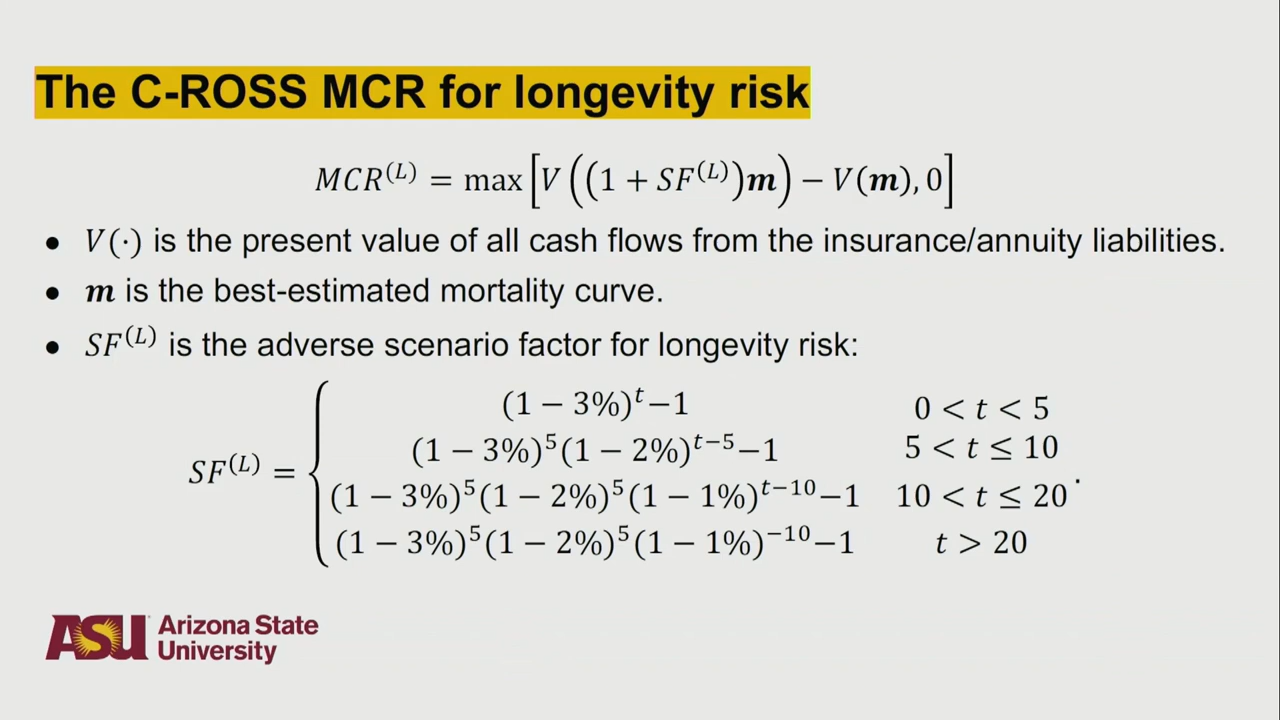 The C-ROSS MCR for longevity risk
𝑀𝐶𝑅⁽ᴸ⁾ = max[𝑉((1 + 𝑆𝐹⁽ᴸ⁾)𝒎) − 𝑉(𝒎), 0]
● 𝑉(·) is the present value of all cash flows from the insurance/annuity liabilities.
● 𝒎 is the best-estimated mortality curve.
● 𝑆𝐹⁽ᴸ⁾ is the adverse scenario factor for longevity risk:
(1 − 3%)ᵗ−1 0 < 𝑡 < 5
(1 − 3%)⁵(1 − 2%)ᵗ⁻⁵−1 5 < 𝑡 ≤ 10
𝑆𝐹⁽ᴸ⁾ = {
(1 − 3%)⁵(1 − 2%)⁵(1 − 1%)ᵗ⁻¹⁰−1 10 < 𝑡 ≤ 20 .
(1 − 3%)⁵(1 − 2%)⁵(1 − 1%)⁻¹⁰−1 𝑡 > 20
ASU Arizona State
University